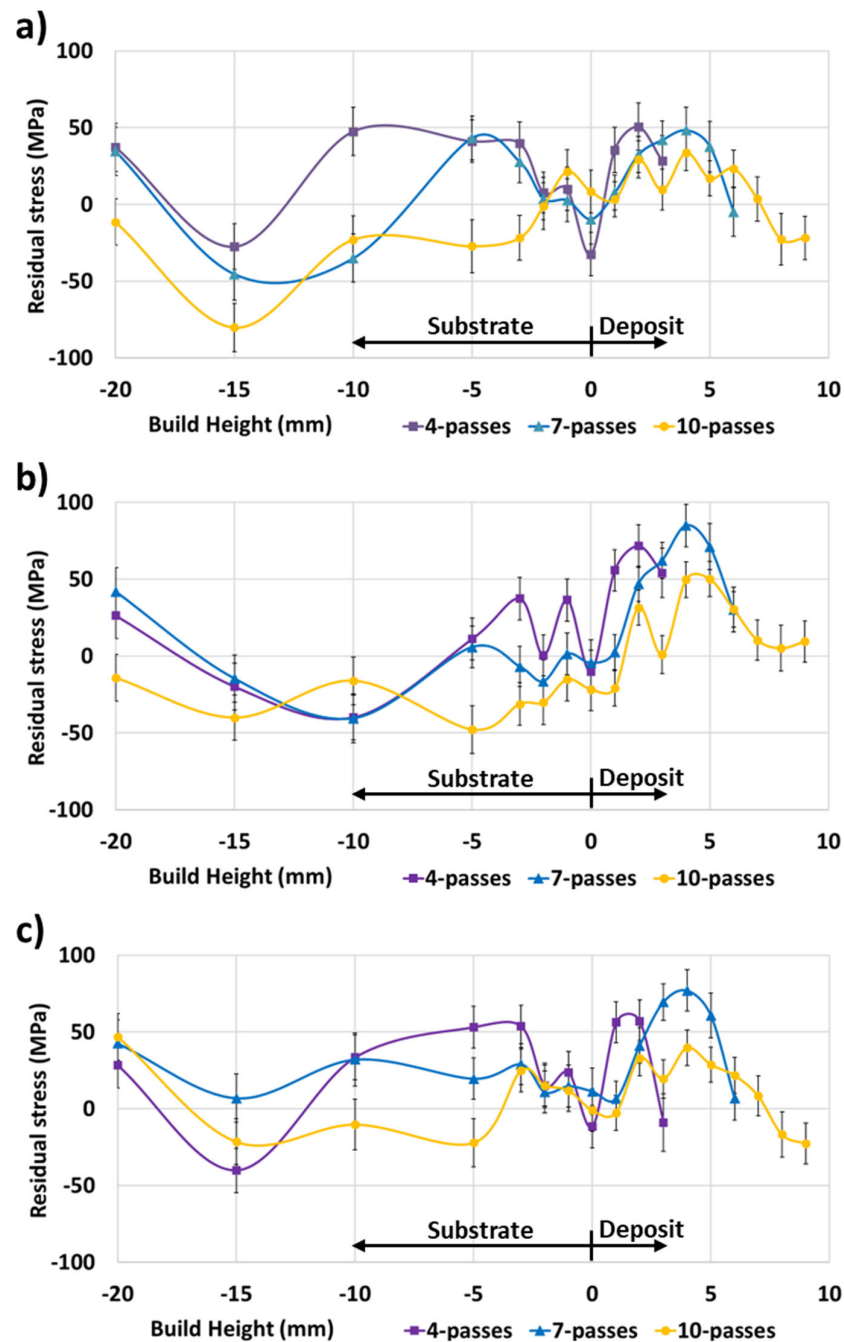 a)
Residual stress (MPa)
100
50
0
-50
-100
Substrate
Deposit
-20 -15 -10 -5 0 5 10
Build Height (mm)
4-passes 7-passes 10-passes
b)
Residual stress (MPa)
100
50
0
-50
-100
Substrate
Deposit
-20 -15 -10 -5 0 5 10
Build Height (mm)
4-passes 7-passes 10-passes
c)
Residual stress (MPa)
100
50
0
-50
-100
Substrate
Deposit
-20 -15 -10 -5 0 5 10
Build Height (mm)
4-passes 7-passes 10-passes